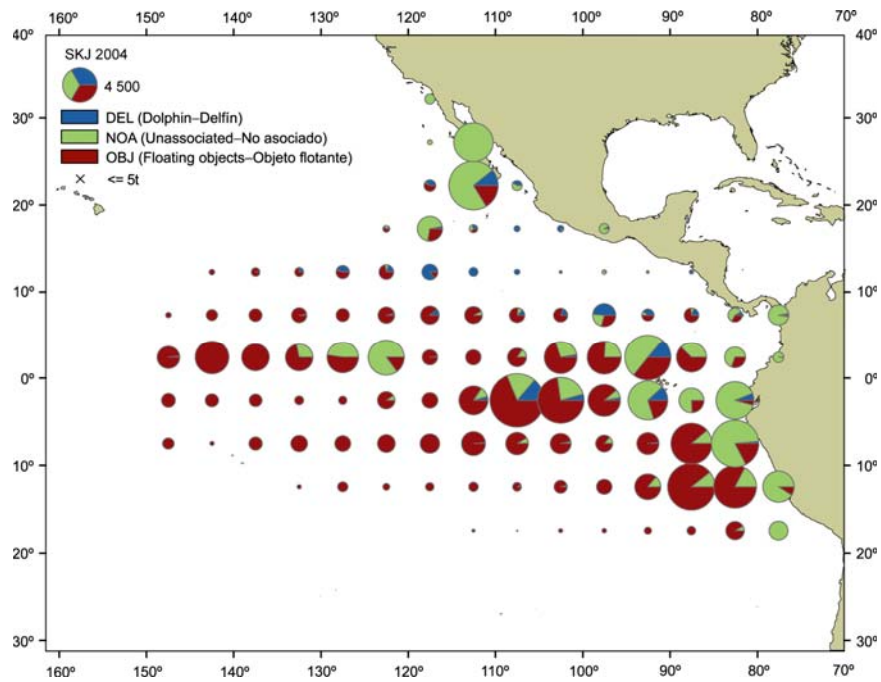 150º 140º 130º 120º 110º 100º 90º 80º 70º
40º 40º
SKJ 2004
4 500
30º 30º
DEL (Dolphin–Delfin)
NOA (Unassociated–No asociado)
OBJ (Floating objects–Objeto flotante)
<= 5t
20º 20º
10º 10º
0º 0º
10º 10º
20º 20º
30º 30º
160º 150º 140º 130º 120º 110º 100º 90º 80º 70º